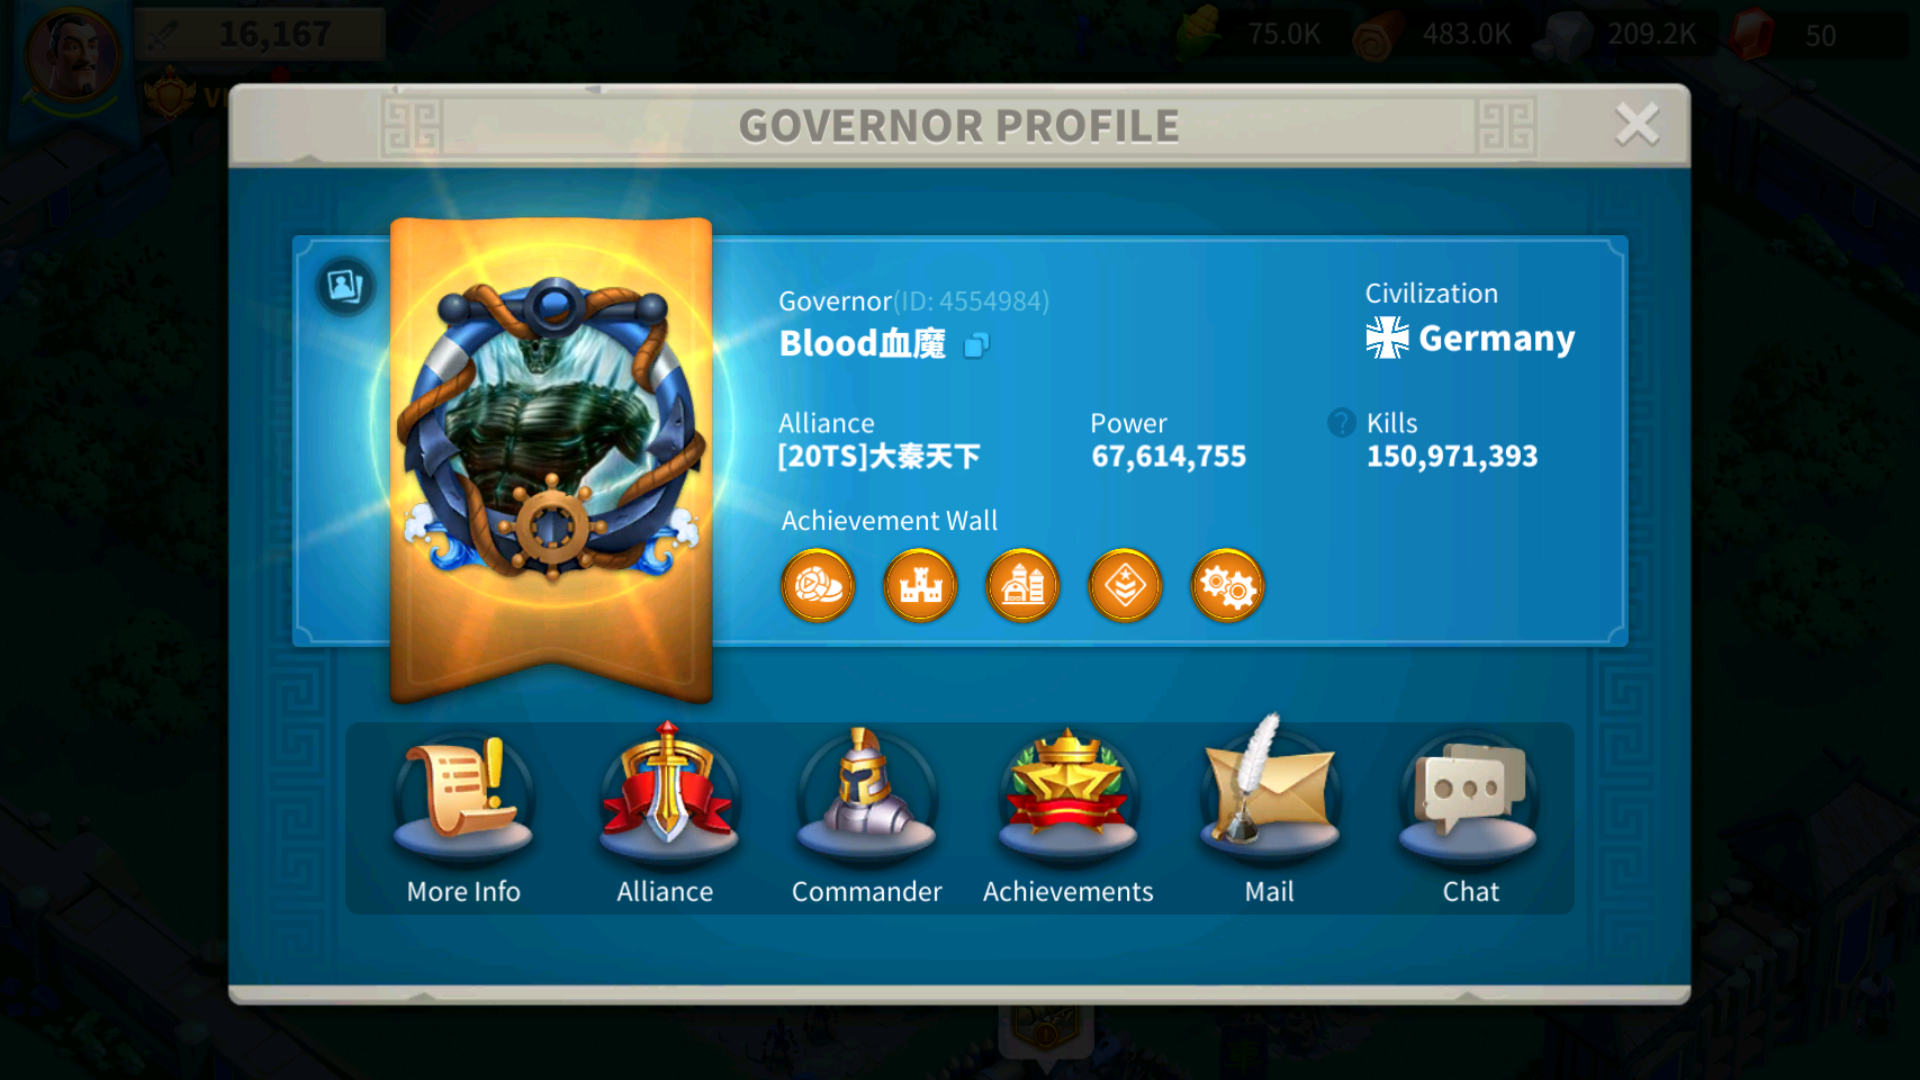 16,167
75.0K
483.0K
209.2K
50
GOVERNOR PROFILE
Governor(ID: 4554984)
Blood血魔
Civilization
Germany
Alliance
[20TS]大秦天下
Power
67,614,755
? Kills
150,971,393
Achievement Wall
More Info
Alliance
Commander
Achievements
Mail
Chat